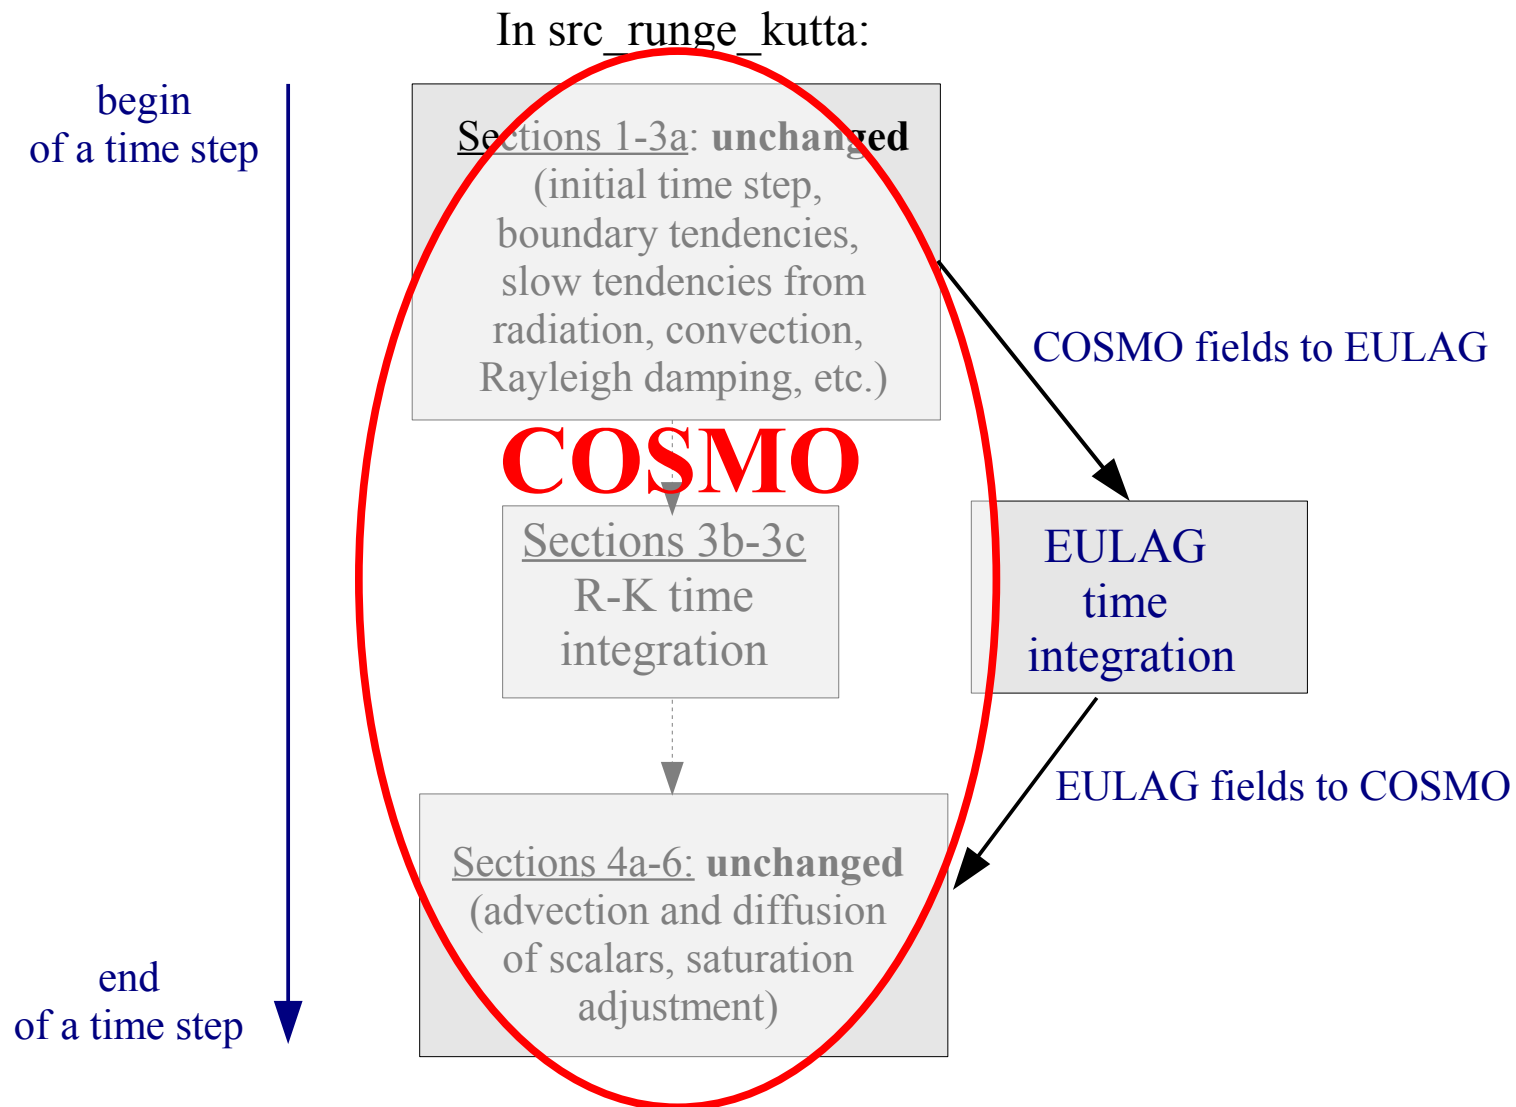 In src_runge_kutta:
begin
of a time step
Sections 1-3a: unchanged
(initial time step,
boundary tendencies,
slow tendencies from
radiation, convection,
Rayleigh damping, etc.)
COSMO fields to EULAG
COSMO
Sections 3b-3c
R-K time
integration
EULAG
time
integration
EULAG fields to COSMO
Sections 4a-6: unchanged
(advection and diffusion
of scalars, saturation
adjustment)
end
of a time step